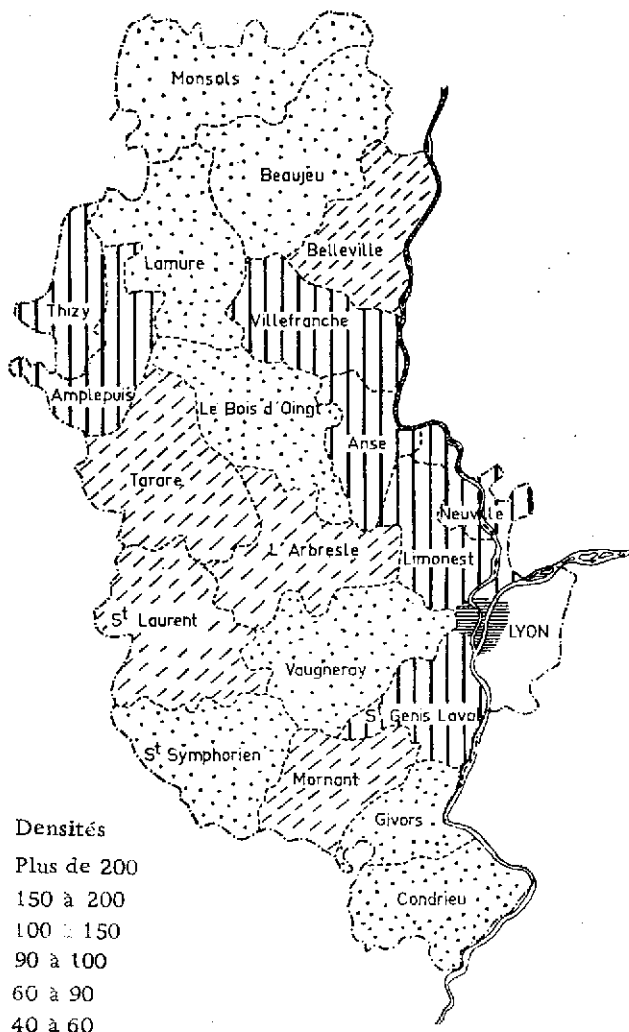 Monsols
Beaujeu
Belleville
Lamure
Thizy
Villefranche
Amplepuis
Le Bois d'Oingt
Anse
Tarare
Neuville
L'Arbresle
Limonest
St Laurent
LYON
Vaugneray
St Genis Laval
St Symphorien
Mornant
Givors
Condrieu
Densités
Plus de 200
150 à 200
100 à 150
90 à 100
60 à 90
40 à 60